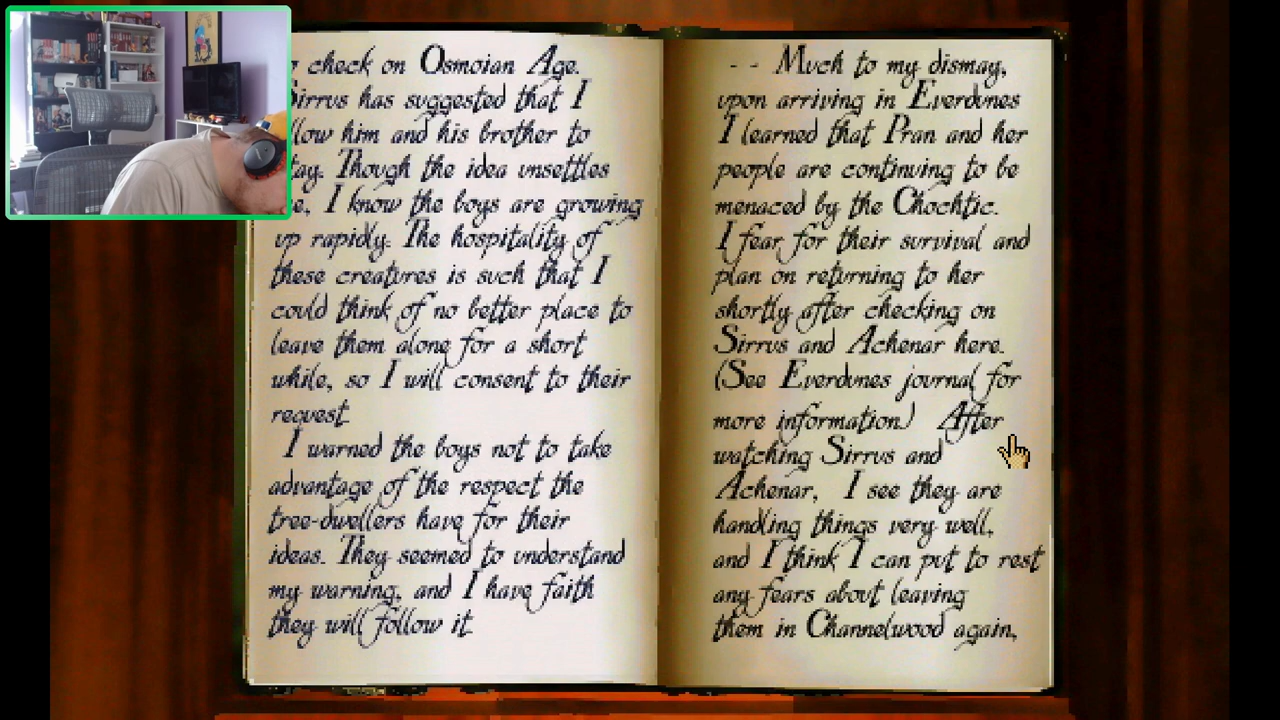 check on Osmoian Age.
Sirrus has suggested that I
him and his brother to
Though the idea unsettles
I know the boys are growing
up rapidly. The hospitality of
these creatures is such that I
could think of no better place to
leave them alone for a short
while, so I will consent to their
request.
I warned the boys not to take
advantage of the respect the
tree-dwellers have for their
ideas. They seemed to understand
my warning, and I have faith
they will follow it.
-- Much to my dismay,
upon arriving in Everdunes
I learned that Pran and her
people are continuing to be
menaced by the Chochtic.
I fear for their survival and
plan on returning to her
shortly after checking on
Sirrus and Achenar here.
(See Everdunes journal for
more information) After
watching Sirrus and
Achenar, I see they are
handling things very well,
and I think I can put to rest
any fears about leaving
them in Channelwood again,